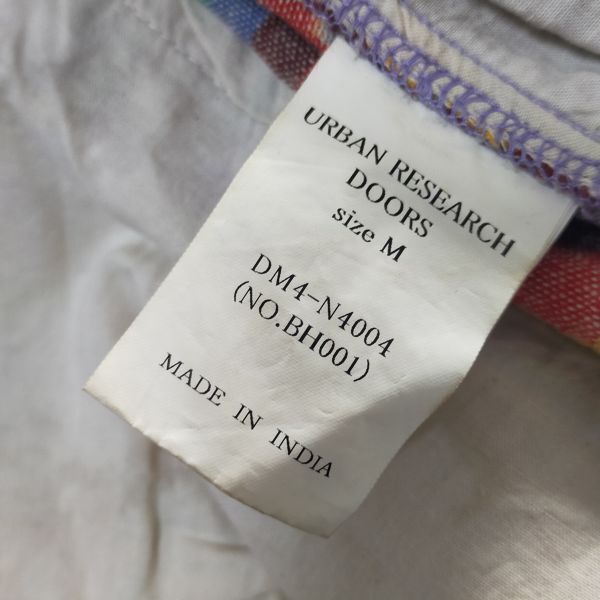 URBAN RESEARCH
DOORS
size M
DM4-N4004
(NO.BH001)
MADE IN INDIA